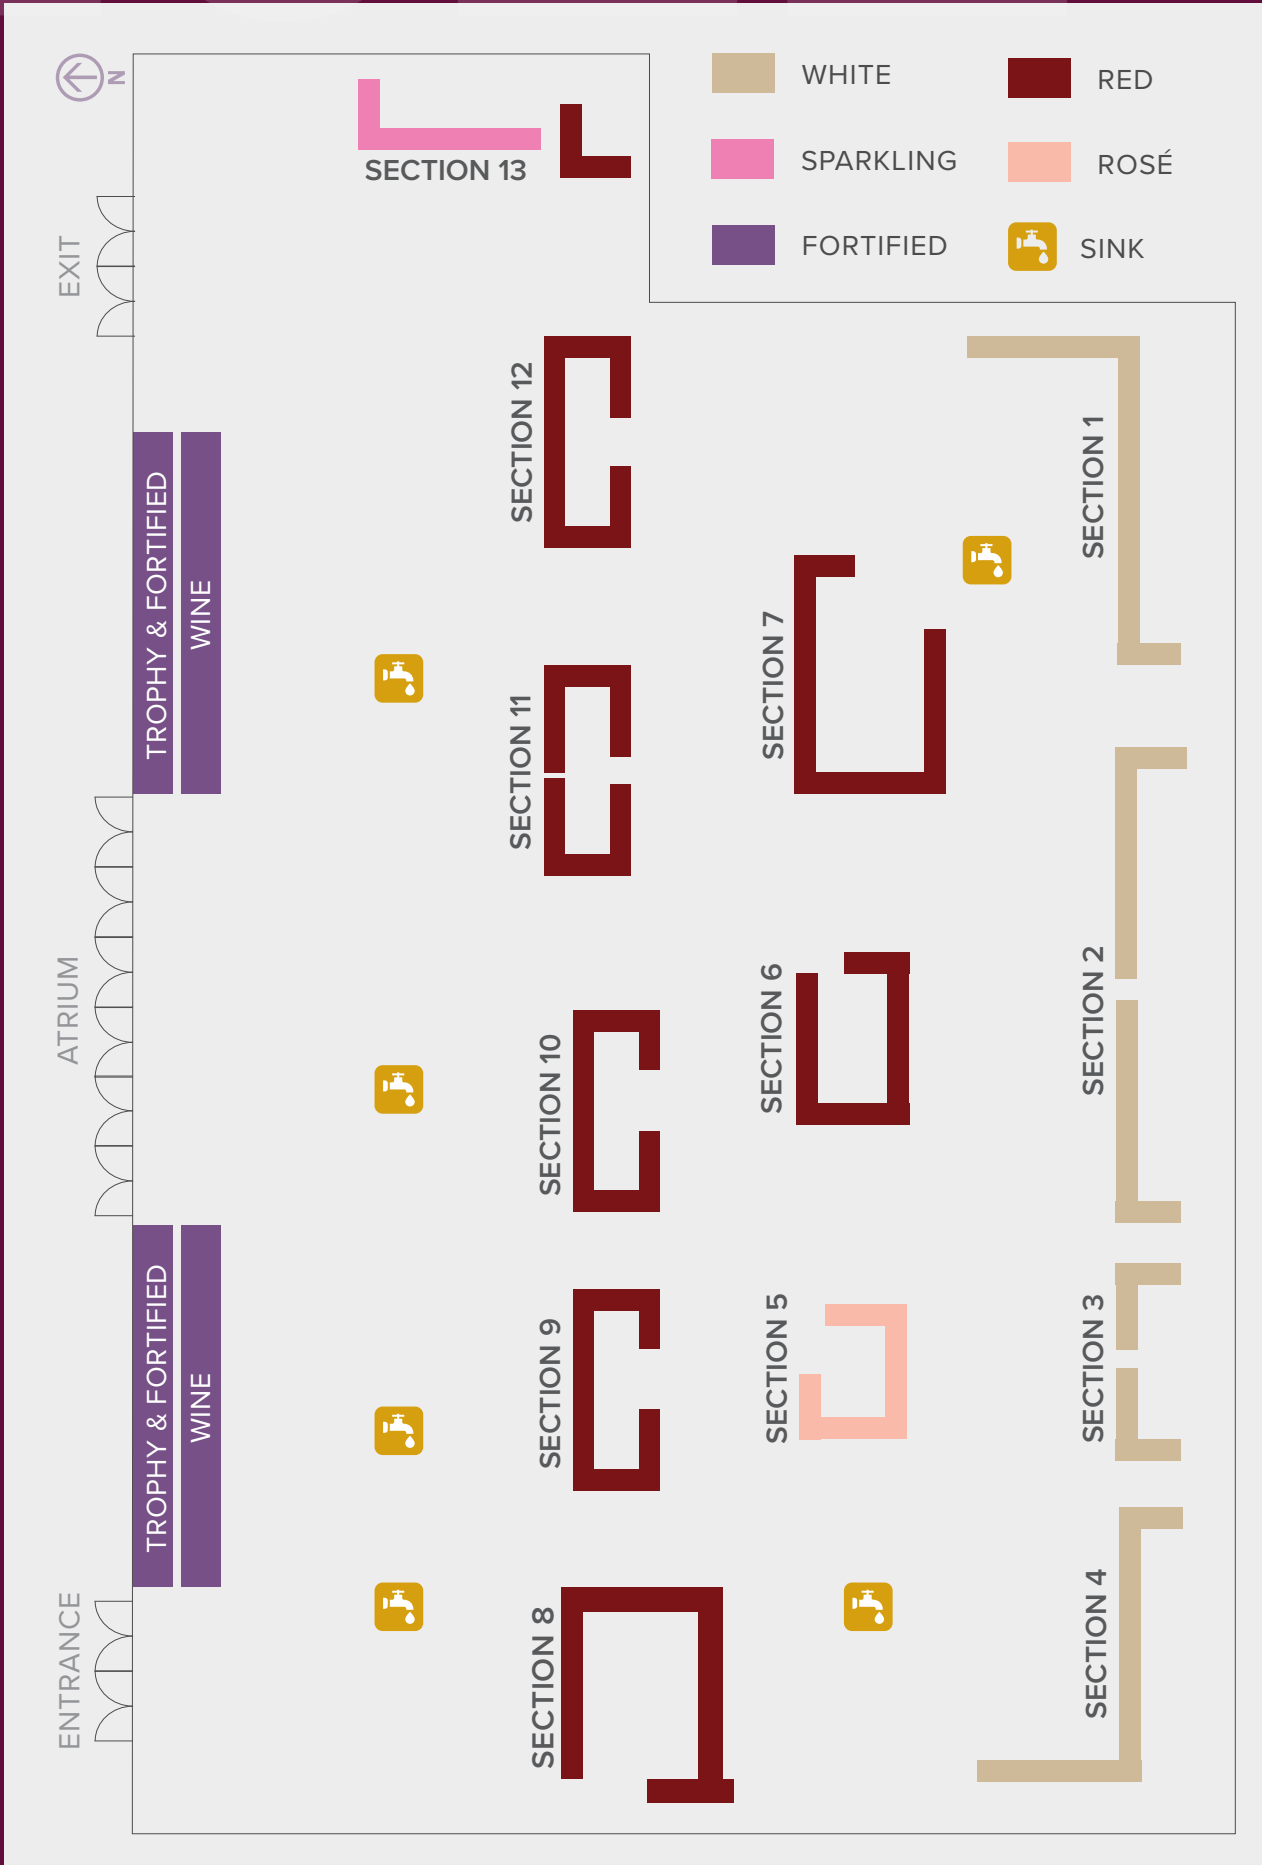 N
WHITE
RED
SPARKLING
ROSÉ
FORTIFIED
SINK
SECTION 13
EXIT
SECTION 12
SECTION 1
TROPHY & FORTIFIED
WINE
SECTION 7
SECTION 11
ATRIUM
SECTION 6
SECTION 2
SECTION 10
TROPHY & FORTIFIED
WINE
SECTION 9
SECTION 5
SECTION 3
ENTRANCE
SECTION 8
SECTION 4